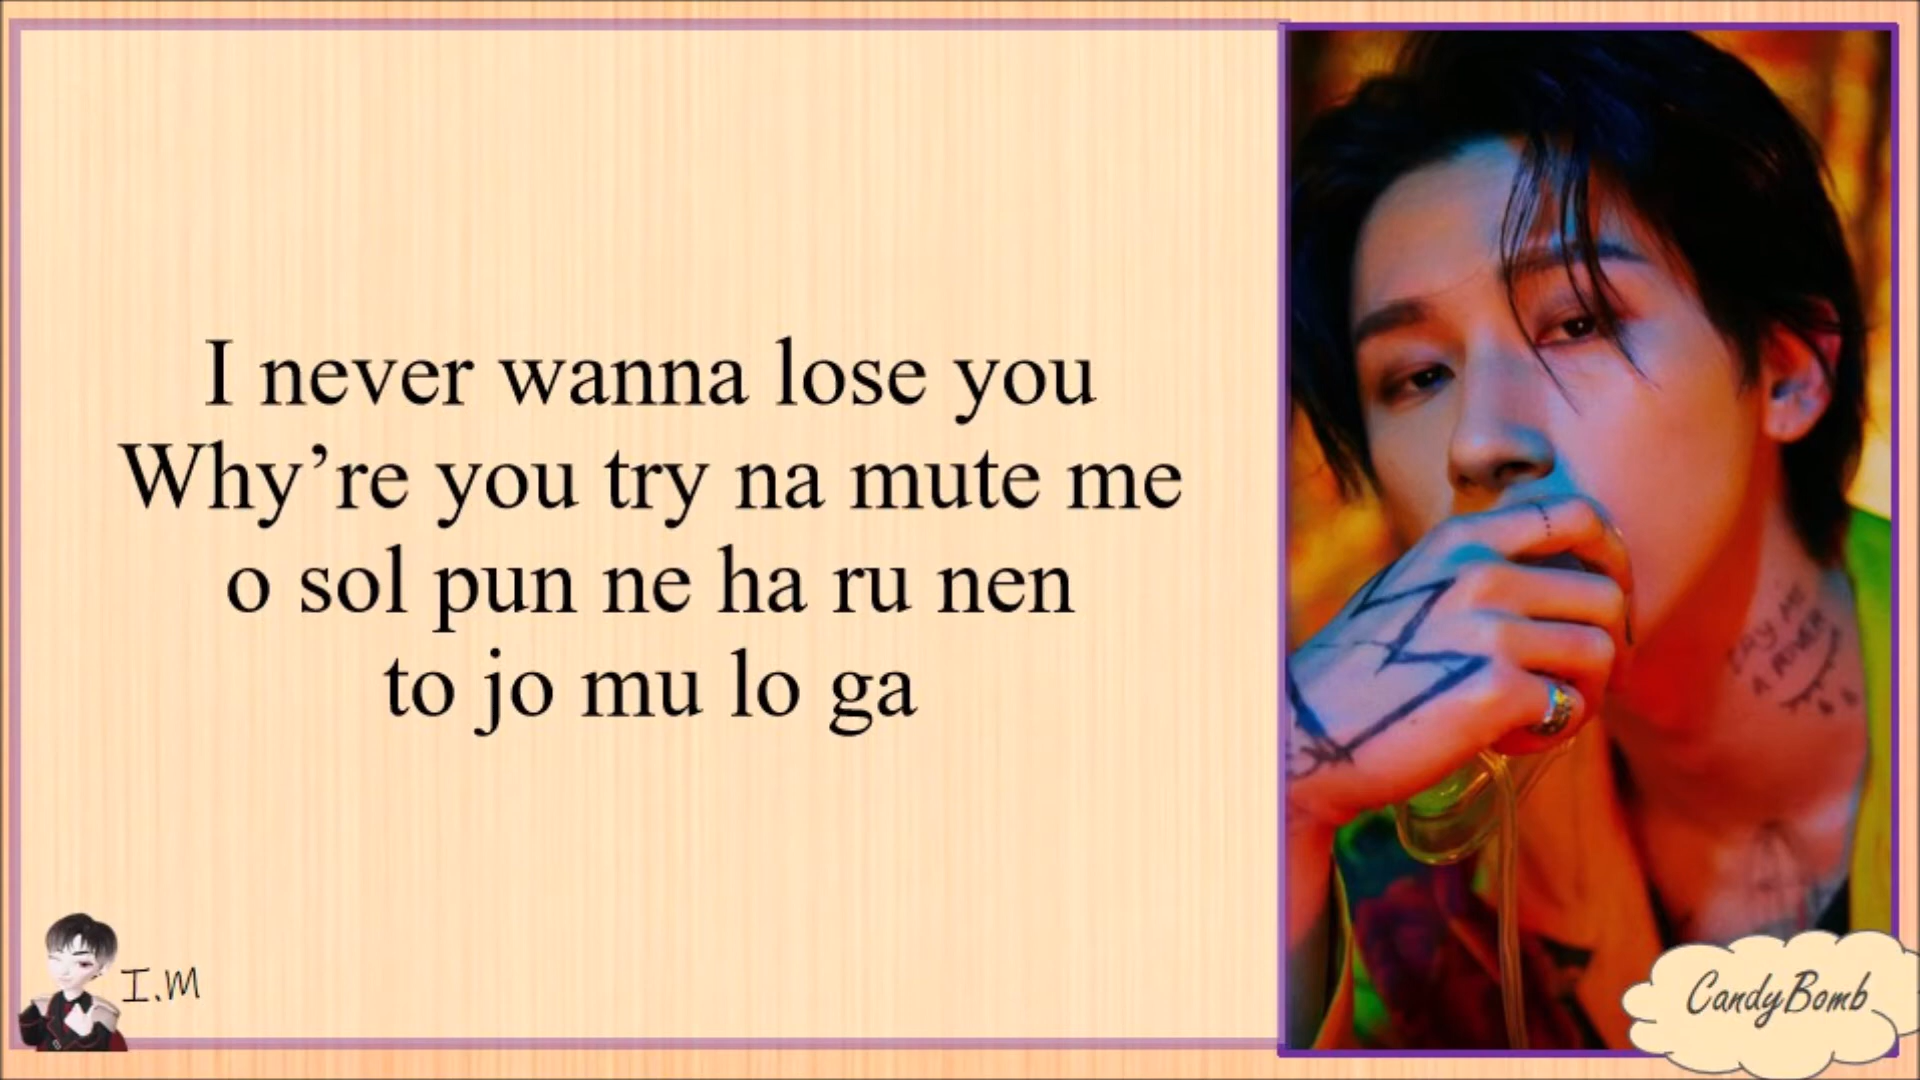 I never wanna lose you
Why’re you try na mute me
o sol pun ne ha ru nen
to jo mu lo ga
I.M
CandyBomb
A RIVER